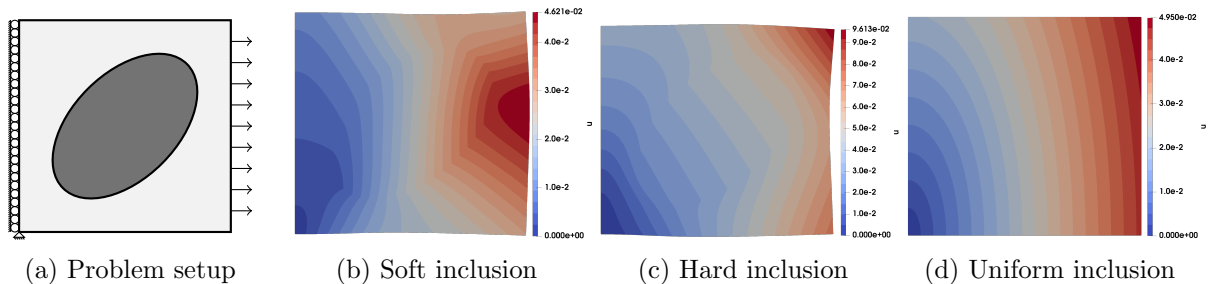 4.621e-02
4.0e-2
3.0e-2
2.0e-2
1.0e-2
0.000e+00
u
9.613e-02
9.0e-2
8.0e-2
7.0e-2
6.0e-2
5.0e-2
4.0e-2
3.0e-2
2.0e-2
1.0e-2
0.000e+00
u
4.950e-02
4.0e-2
3.0e-2
2.0e-2
1.0e-2
0.000e+00
u
(a) Problem setup
(b) Soft inclusion
(c) Hard inclusion
(d) Uniform inclusion